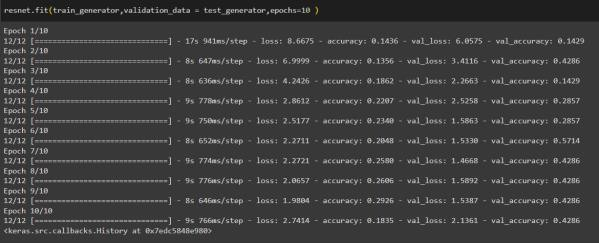 resnet.fit(train_generator,validation_data = test_generator,epochs=10 )
Epoch 1/10
12/12 [==============================] - 17s 941ms/step - loss: 8.6675 - accuracy: 0.1436 - val_loss: 6.0575 - val_accuracy: 0.1429
Epoch 2/10
12/12 [==============================] - 8s 647ms/step - loss: 6.9999 - accuracy: 0.1356 - val_loss: 3.4116 - val_accuracy: 0.4286
Epoch 3/10
12/12 [==============================] - 8s 636ms/step - loss: 4.2426 - accuracy: 0.1862 - val_loss: 2.2663 - val_accuracy: 0.1429
Epoch 4/10
12/12 [==============================] - 9s 778ms/step - loss: 2.8612 - accuracy: 0.2207 - val_loss: 2.5258 - val_accuracy: 0.2857
Epoch 5/10
12/12 [==============================] - 9s 750ms/step - loss: 2.5177 - accuracy: 0.2340 - val_loss: 1.5863 - val_accuracy: 0.2857
Epoch 6/10
12/12 [==============================] - 8s 652ms/step - loss: 2.2711 - accuracy: 0.2048 - val_loss: 1.5330 - val_accuracy: 0.5714
Epoch 7/10
12/12 [==============================] - 9s 774ms/step - loss: 2.2721 - accuracy: 0.2580 - val_loss: 1.4668 - val_accuracy: 0.4286
Epoch 8/10
12/12 [==============================] - 9s 776ms/step - loss: 2.0657 - accuracy: 0.2606 - val_loss: 1.5892 - val_accuracy: 0.4286
Epoch 9/10
12/12 [==============================] - 8s 646ms/step - loss: 1.9804 - accuracy: 0.2926 - val_loss: 1.5387 - val_accuracy: 0.4286
Epoch 10/10
12/12 [==============================] - 9s 766ms/step - loss: 2.7414 - accuracy: 0.1835 - val_loss: 2.1361 - val_accuracy: 0.4286
<keras.src.callbacks.History at 0x7edc5848e980>